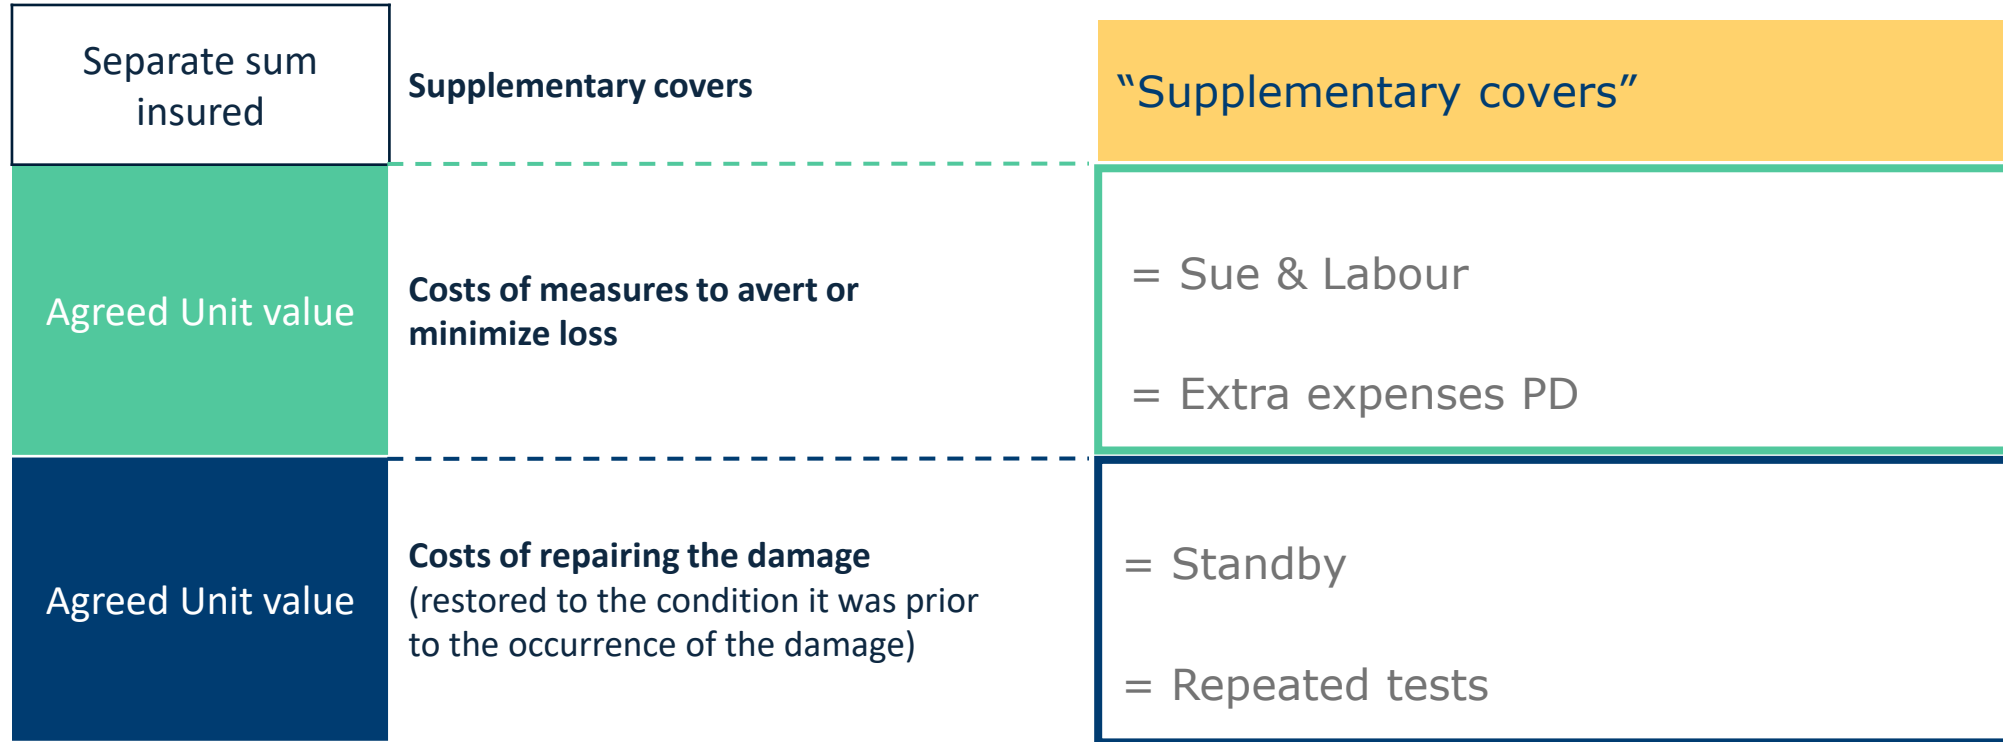 Separate sum
insured
Supplementary covers
“Supplementary covers”
Agreed Unit value
Costs of measures to avert or
minimize loss
= Sue & Labour
= Extra expenses PD
Agreed Unit value
Costs of repairing the damage
(restored to the condition it was prior
to the occurrence of the damage)
= Standby
= Repeated tests